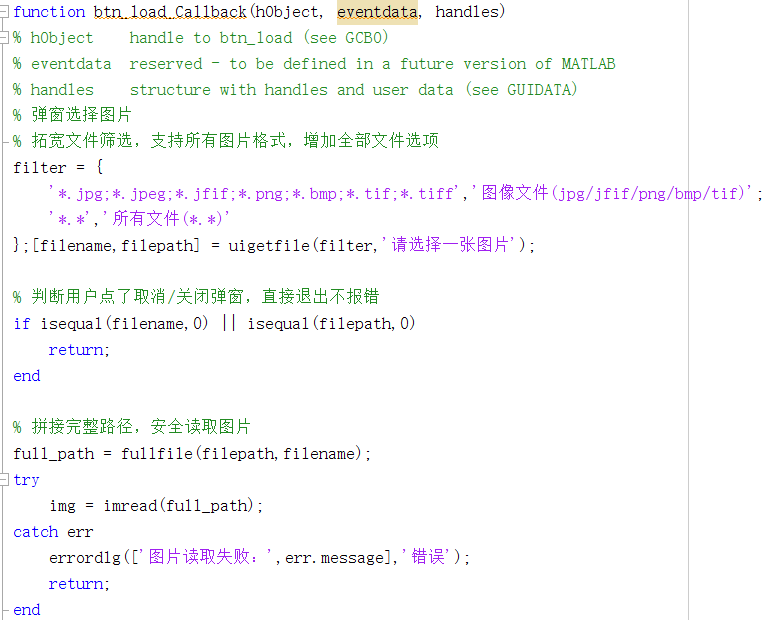 function btn_load_Callback(hObject, eventdata, handles)
% hObject    handle to btn_load (see GCBO)
% eventdata  reserved - to be defined in a future version of MATLAB
% handles    structure with handles and user data (see GUIDATA)
% 弹窗选择图片
% 拓宽文件筛选，支持所有图片格式，增加全部文件选项
filter = {
    '*.jpg;*.jpeg;*.jfif;*.png;*.bmp;*.tif;*.tiff','图像文件(jpg/jfif/png/bmp/tif)';
    '*.*','所有文件(*.*)'
};[filename,filepath] = uigetfile(filter,'请选择一张图片');
% 判断用户点了取消/关闭弹窗，直接退出不报错
if isequal(filename,0) || isequal(filepath,0)
    return;
end
% 拼接完整路径，安全读取图片
full_path = fullfile(filepath,filename);
try
    img = imread(full_path);
catch err
    errordlg(['图片读取失败：',err.message],'错误');
    return;
end